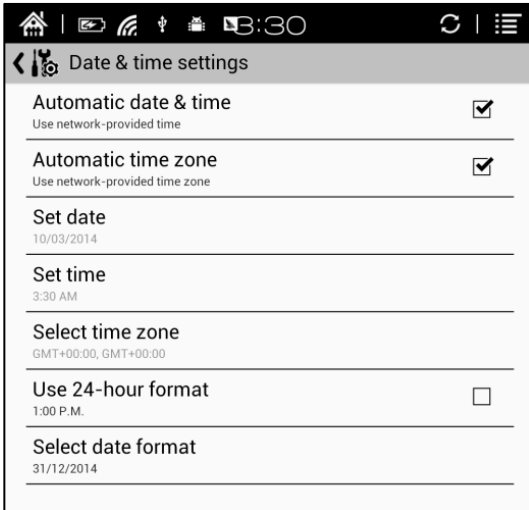 3:30
Date & time settings
Automatic date & time
Use network-provided time
Automatic time zone
Use network-provided time zone
Set date
10/03/2014
Set time
3:30 AM
Select time zone
GMT+00:00, GMT+00:00
Use 24-hour format
1:00 P.M.
Select date format
31/12/2014